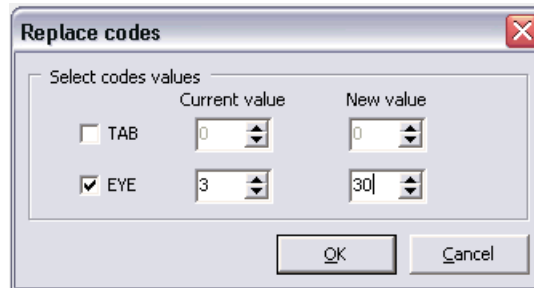 Replace codes
Select codes values
Current value New value
TAB 0 0
EYE 3 30
OK Cancel